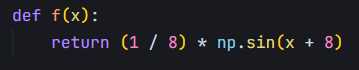 def f(x):
    return (1 / 8) * np.sin(x + 8)